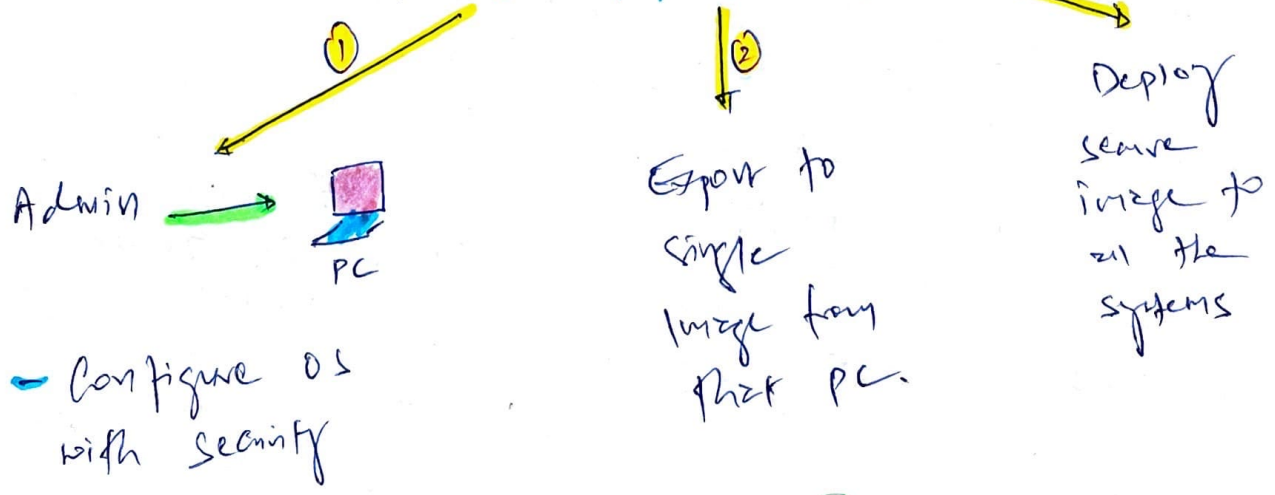 ①
Admin
PC
- Configure OS
with security
②
Export to
single
Image from
that PC.
Deploy
secure
image to
all the
systems